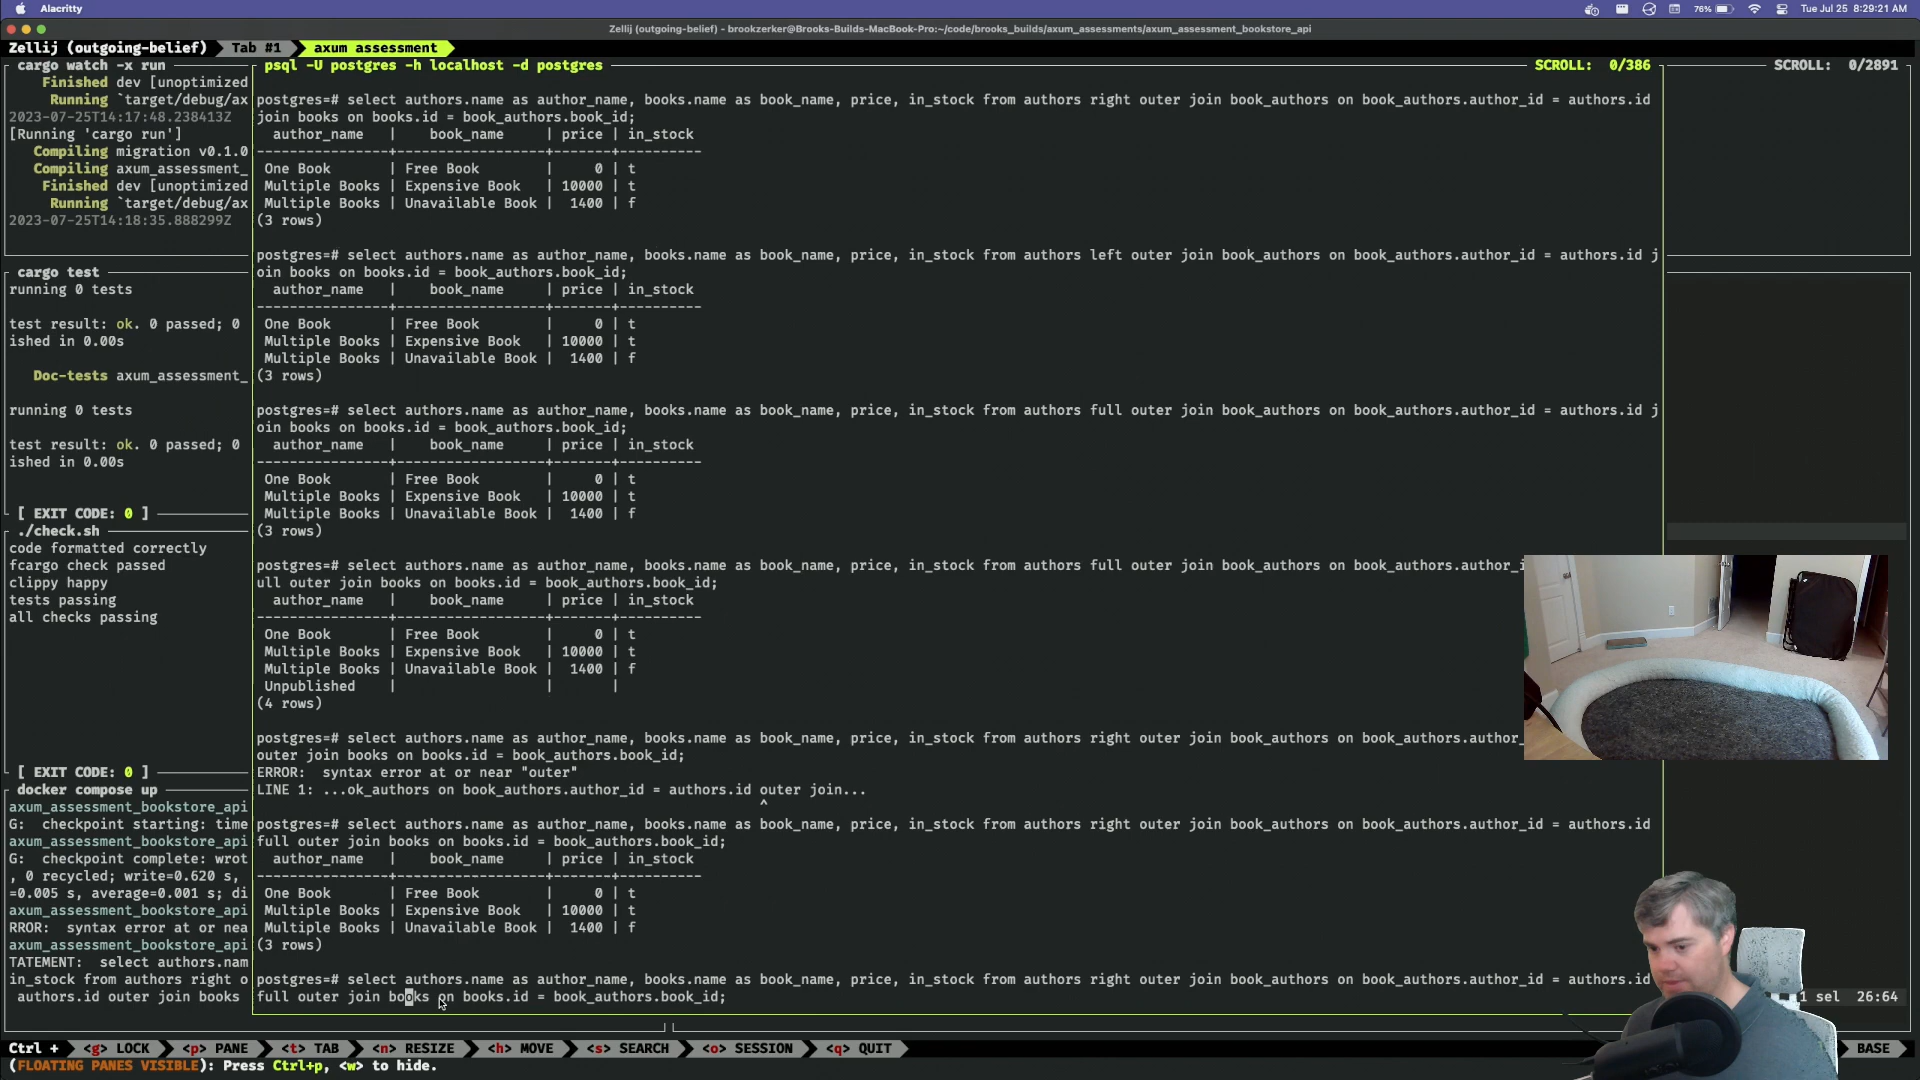 Alacritty
76%
Tue Jul 25 8:29:21 AM
Zellij (outgoing-belief) - brookzerker@Brooks-Builds-MacBook-Pro:~/code/brooks_builds/axum_assessments/axum_assessment_bookstore_api
Zellij (outgoing-belief) Tab #1 axum assessment
cargo watch -x run
Finished dev [unoptimized
Running `target/debug/ax
2023-07-25T14:17:48.238413Z
[Running 'cargo run']
Compiling migration v0.1.0
Compiling axum_assessment_
Finished dev [unoptimized
Running `target/debug/ax
2023-07-25T14:18:35.888299Z
cargo test
running 0 tests
test result: ok. 0 passed; 0
ished in 0.00s
Doc-tests axum_assessment_
running 0 tests
test result: ok. 0 passed; 0
ished in 0.00s
[ EXIT CODE: 0 ]
./check.sh
code formatted correctly
fcargo check passed
clippy happy
tests passing
all checks passing
[ EXIT CODE: 0 ]
docker compose up
axum_assessment_bookstore_api
G:  checkpoint starting: time
axum_assessment_bookstore_api
G:  checkpoint complete: wrot
, 0 recycled; write=0.620 s,
=0.005 s, average=0.001 s; di
axum_assessment_bookstore_api
RROR:  syntax error at or nea
axum_assessment_bookstore_api
TATEMENT:  select authors.nam
in_stock from authors right o
authors.id outer join books
psql -U postgres -h localhost -d postgres
SCROLL: 0/386
SCROLL: 0/2891
postgres=# select authors.name as author_name, books.name as book_name, price, in_stock from authors right outer join book_authors on book_authors.author_id = authors.id
join books on books.id = book_authors.book_id;
author_name | book_name | price | in_stock
----------------+------------------+-------+----------
One Book | Free Book | 0 | t
Multiple Books | Expensive Book | 10000 | t
Multiple Books | Unavailable Book | 1400 | f
(3 rows)
postgres=# select authors.name as author_name, books.name as book_name, price, in_stock from authors left outer join book_authors on book_authors.author_id = authors.id j
oin books on books.id = book_authors.book_id;
author_name | book_name | price | in_stock
----------------+------------------+-------+----------
One Book | Free Book | 0 | t
Multiple Books | Expensive Book | 10000 | t
Multiple Books | Unavailable Book | 1400 | f
(3 rows)
postgres=# select authors.name as author_name, books.name as book_name, price, in_stock from authors full outer join book_authors on book_authors.author_id = authors.id j
oin books on books.id = book_authors.book_id;
author_name | book_name | price | in_stock
----------------+------------------+-------+----------
One Book | Free Book | 0 | t
Multiple Books | Expensive Book | 10000 | t
Multiple Books | Unavailable Book | 1400 | f
(3 rows)
postgres=# select authors.name as author_name, books.name as book_name, price, in_stock from authors full outer join book_authors on book_authors.author_i
ull outer join books on books.id = book_authors.book_id;
author_name | book_name | price | in_stock
----------------+------------------+-------+----------
One Book | Free Book | 0 | t
Multiple Books | Expensive Book | 10000 | t
Multiple Books | Unavailable Book | 1400 | f
Unpublished | | |
(4 rows)
postgres=# select authors.name as author_name, books.name as book_name, price, in_stock from authors right outer join book_authors on book_authors.author_
outer join books on books.id = book_authors.book_id;
ERROR:  syntax error at or near "outer"
LINE 1: ...ok_authors on book_authors.author_id = authors.id outer join...
^
postgres=# select authors.name as author_name, books.name as book_name, price, in_stock from authors right outer join book_authors on book_authors.author_id = authors.id
full outer join books on books.id = book_authors.book_id;
author_name | book_name | price | in_stock
----------------+------------------+-------+----------
One Book | Free Book | 0 | t
Multiple Books | Expensive Book | 10000 | t
Multiple Books | Unavailable Book | 1400 | f
(3 rows)
postgres=# select authors.name as author_name, books.name as book_name, price, in_stock from authors right outer join book_authors on book_authors.author_id = authors.id
full outer join books on books.id = book_authors.book_id;
1 sel 26:64
Ctrl + <g> LOCK <p> PANE <t> TAB <n> RESIZE <h> MOVE <s> SEARCH <o> SESSION <q> QUIT BASE
(FLOATING PANES VISIBLE): Press Ctrl+p, <w> to hide.